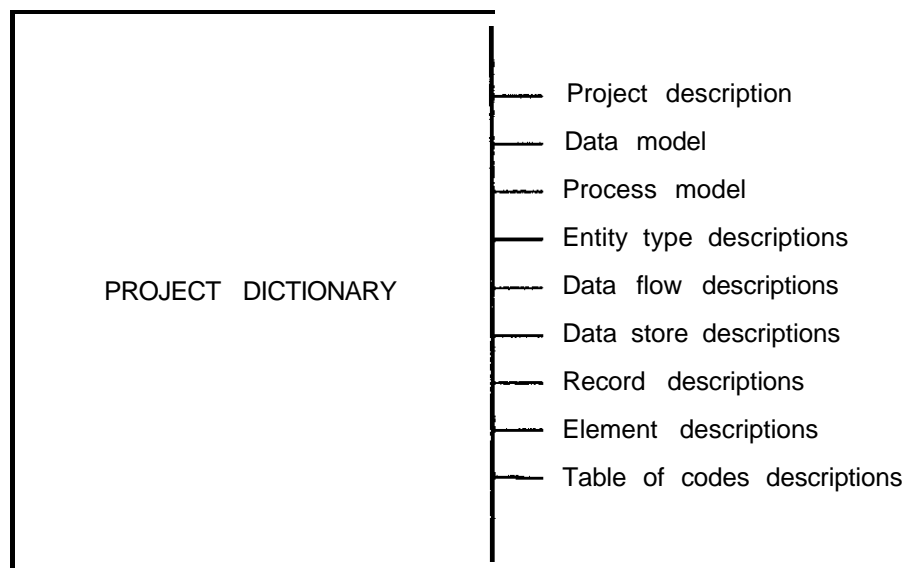 Project description
Data model
Process model
Entity type descriptions
PROJECT DICTIONARY
Data flow descriptions
Data store descriptions
Record descriptions
Element descriptions
Table of codes descriptions